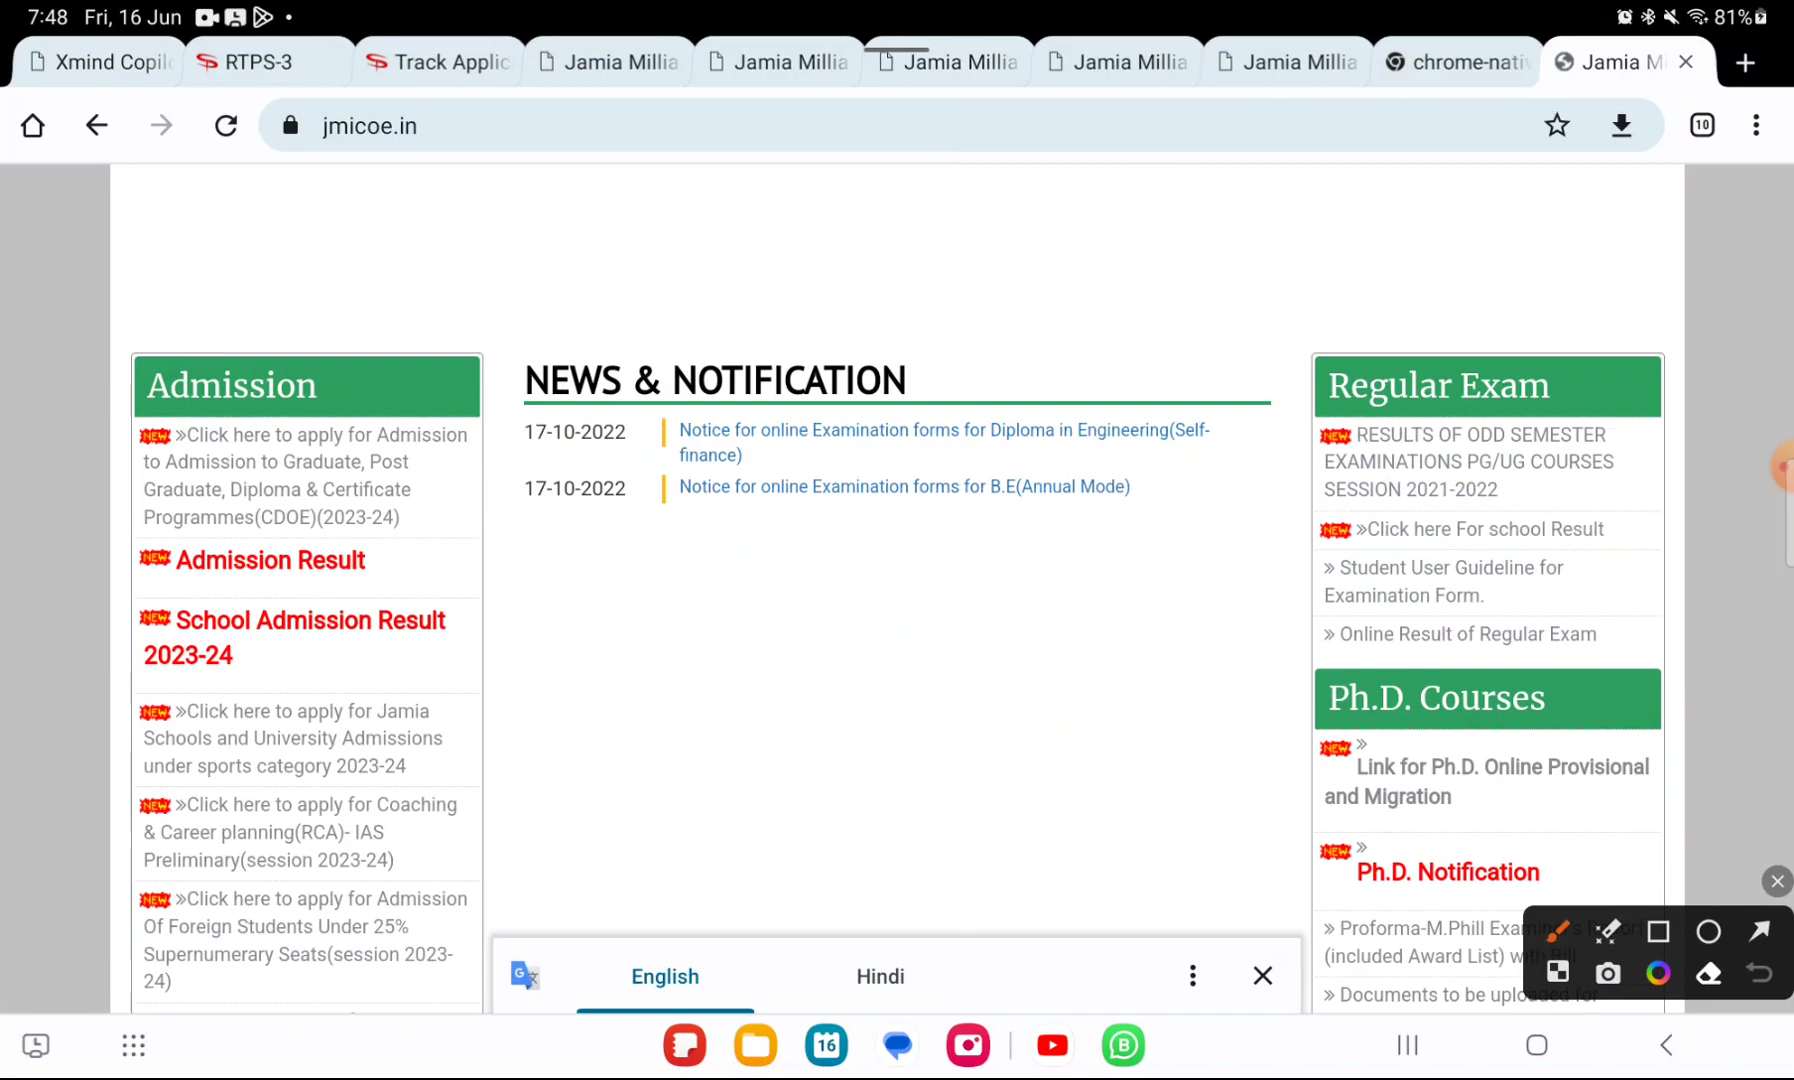 7:48 Fri, 16 Jun
81%
Xmind Copil
RTPS-3
Track Applic
Jamia Millia
Jamia Millia
Jamia Millia
Jamia Millia
Jamia Millia
chrome-nativ
Jamia M
jmicoe.in
10
Admission
NEW »Click here to apply for Admission
to Admission to Graduate, Post
Graduate, Diploma & Certificate
Programmes(CDOE)(2023-24)
NEW Admission Result
NEW School Admission Result
2023-24
NEW »Click here to apply for Jamia
Schools and University Admissions
under sports category 2023-24
NEW »Click here to apply for Coaching
& Career planning(RCA)- IAS
Preliminary(session 2023-24)
NEW »Click here to apply for Admission
Of Foreign Students Under 25%
Supernumerary Seats(session 2023-
24)
NEWS & NOTIFICATION
17-10-2022 Notice for online Examination forms for Diploma in Engineering(Self-
finance)
17-10-2022 Notice for online Examination forms for B.E(Annual Mode)
Regular Exam
NEW RESULTS OF ODD SEMESTER
EXAMINATIONS PG/UG COURSES
SESSION 2021-2022
NEW »Click here For school Result
» Student User Guideline for
Examination Form.
» Online Result of Regular Exam
Ph.D. Courses
NEW »
Link for Ph.D. Online Provisional
and Migration
NEW »
Ph.D. Notification
» Proforma-M.Phill
(included Award List)
» Documents to be
English
Hindi
16
B